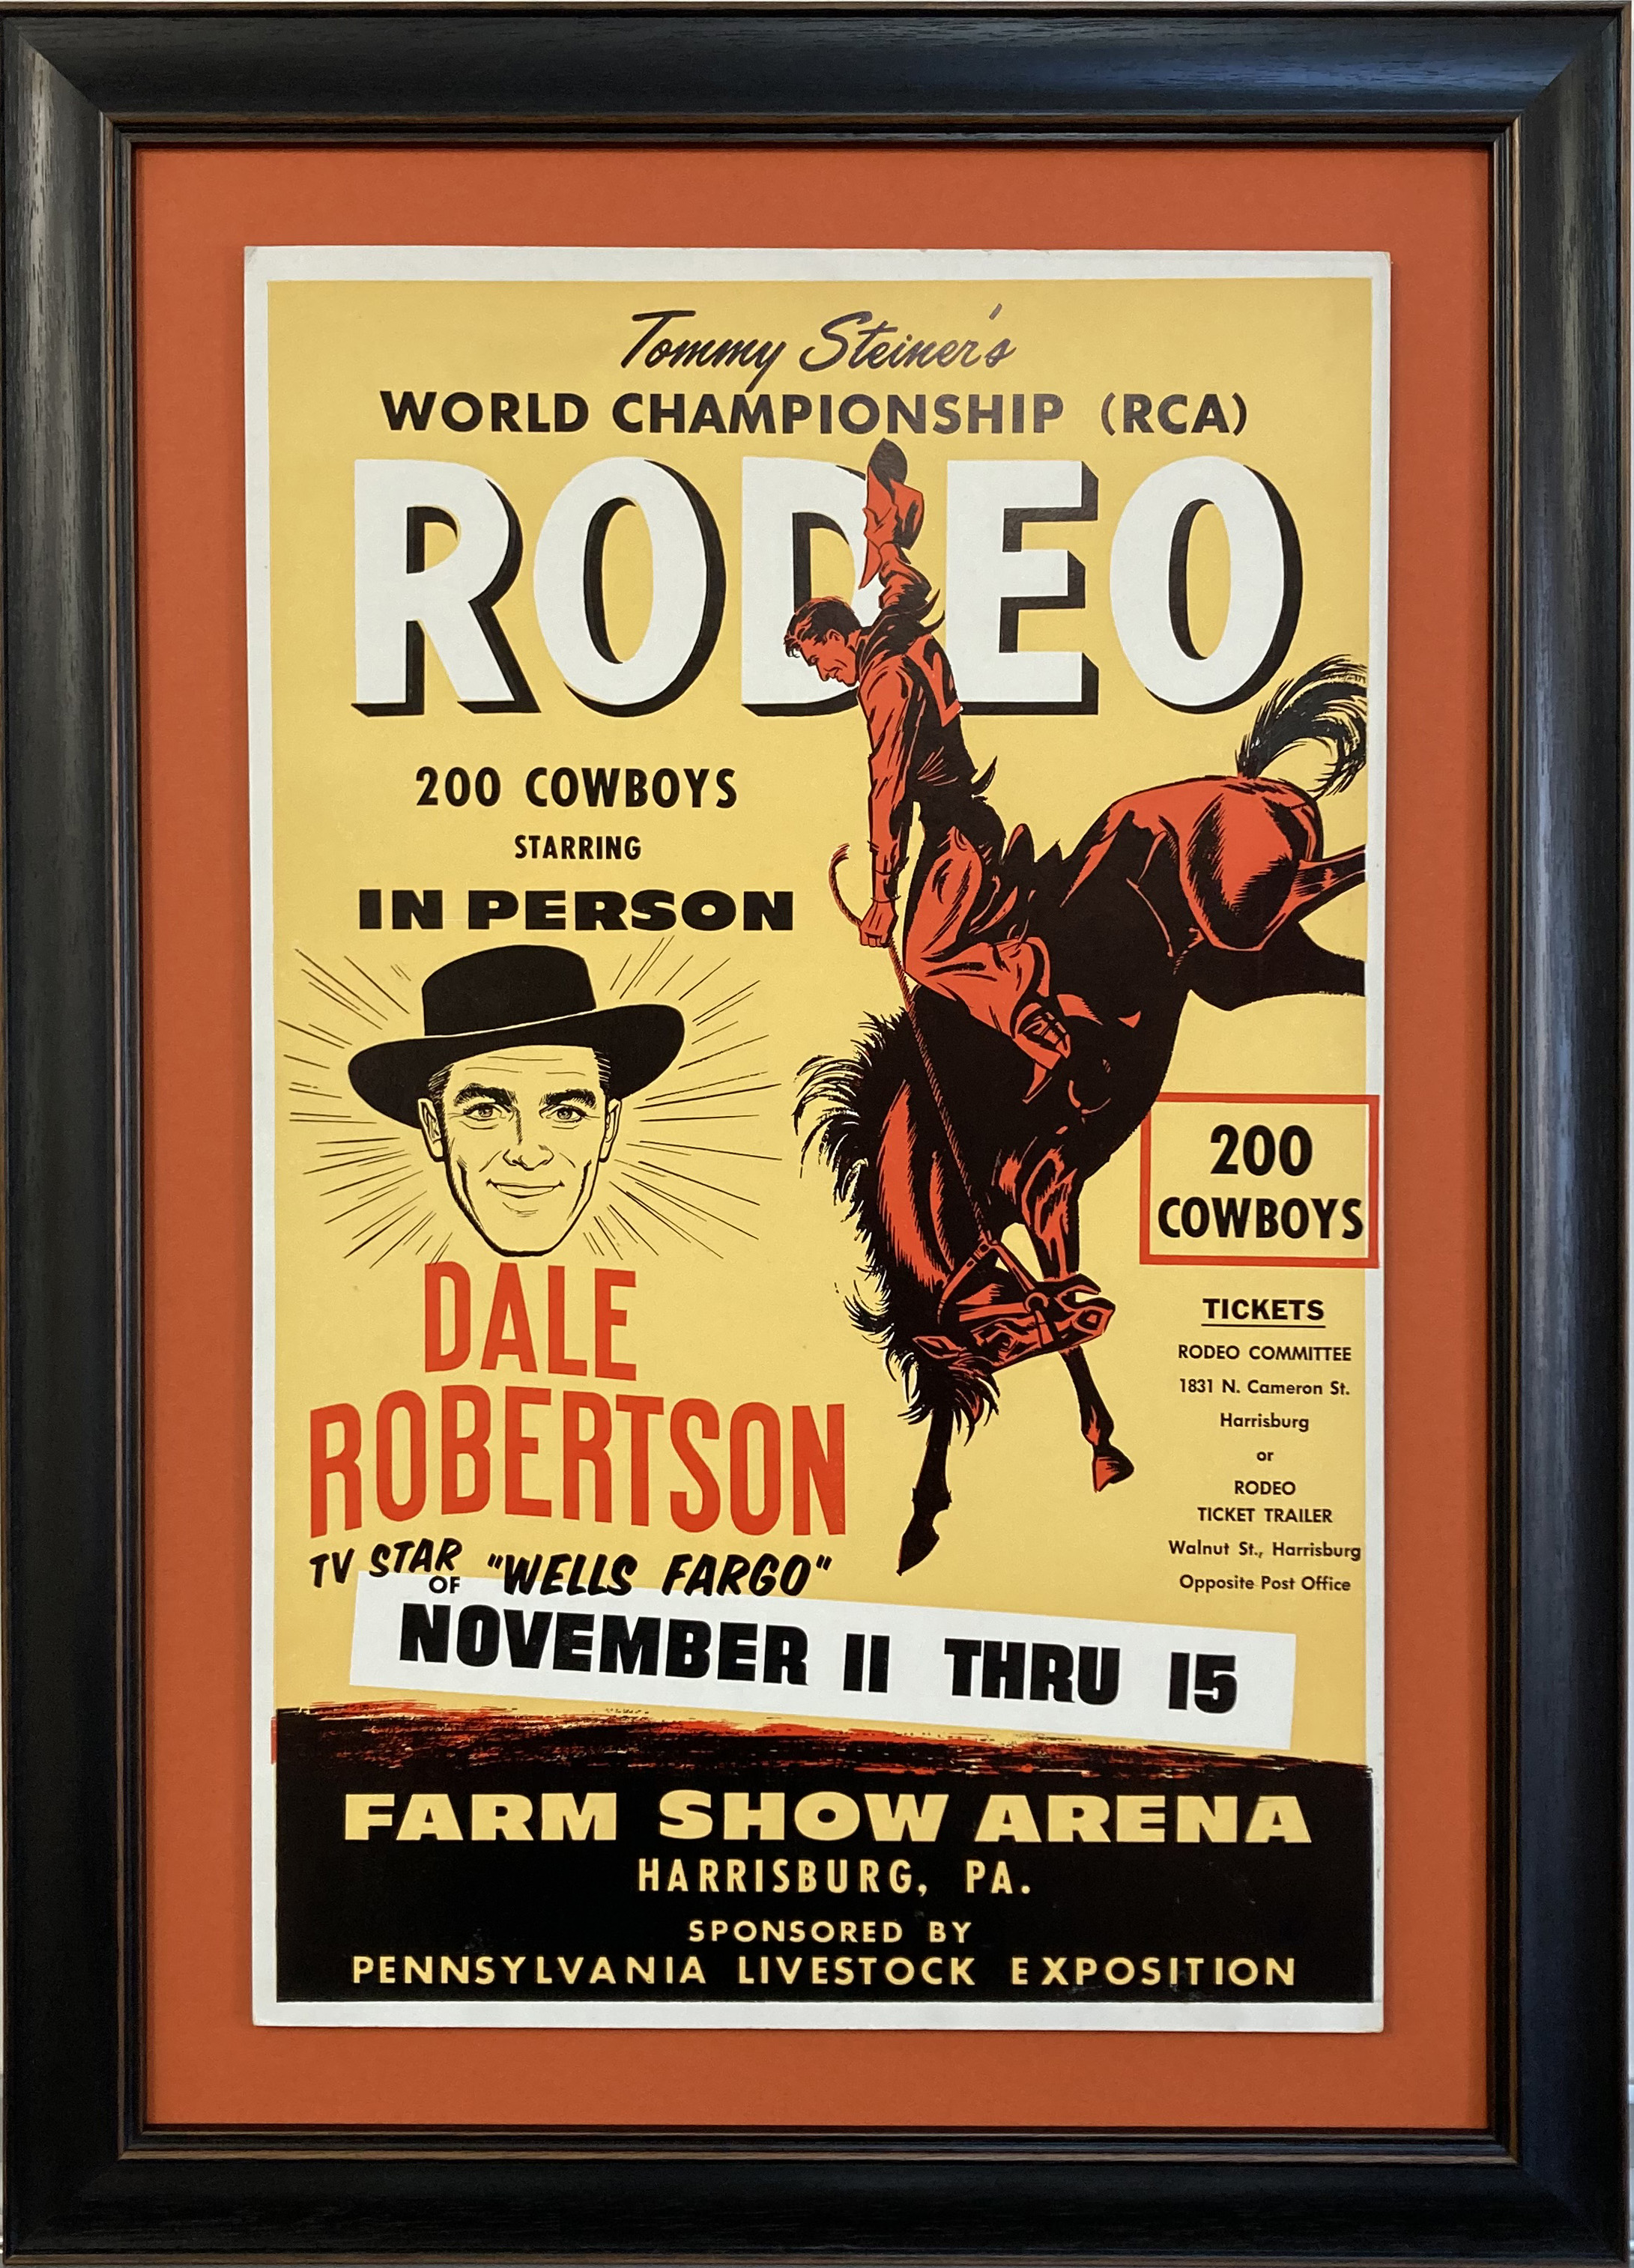 Tommy Steiner's
WORLD CHAMPIONSHIP (RCA)
RODEO
200 COWBOYS
STARRING
IN PERSON
DALE
ROBERTSON
TV STAR OF "WELLS FARGO"
200
COWBOYS
TICKETS
RODEO COMMITTEE
1831 N. Cameron St.
Harrisburg
or
RODEO
TICKET TRAILER
Walnut St., Harrisburg
Opposite Post Office
NOVEMBER 11 THRU 15
FARM SHOW ARENA
HARRISBURG, PA.
SPONSORED BY
PENNSYLVANIA LIVESTOCK EXPOSITION